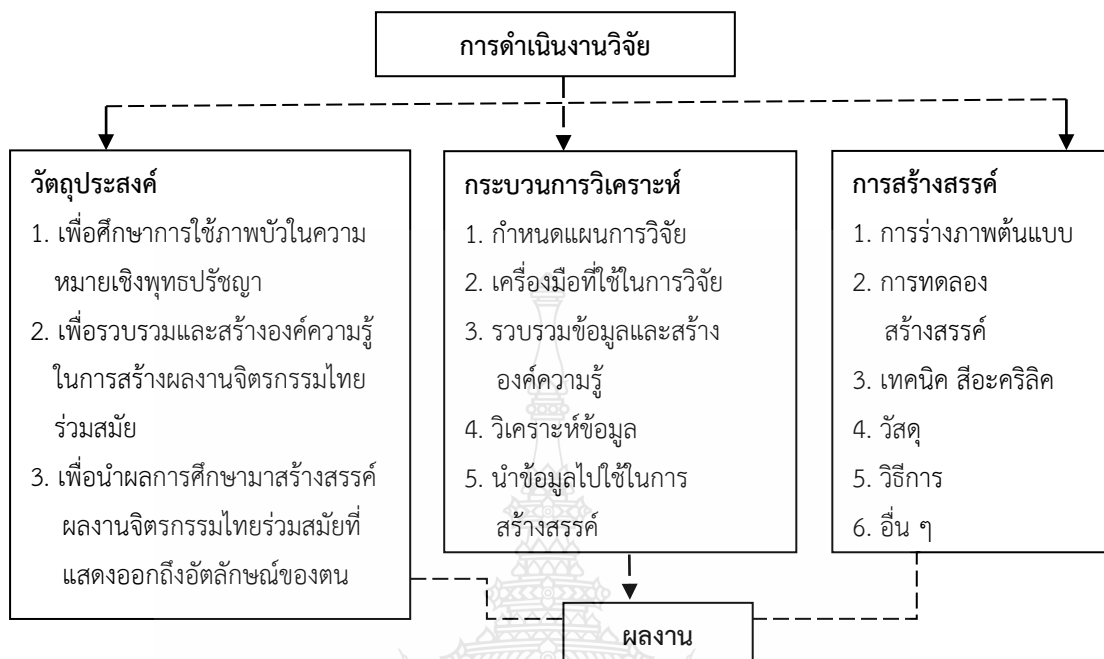 การดำเนินงานวิจัย
วัตถุประสงค์
1. เพื่อศึกษาการใช้ภาพบัวในความ
หมายเชิงพุทธปรัชญา
2. เพื่อรวบรวมและสร้างองค์ความรู้
ในการสร้างผลงานจิตรกรรมไทย
ร่วมสมัย
3. เพื่อนำผลการศึกษามาสร้างสรรค์
ผลงานจิตรกรรมไทยร่วมสมัยที่
แสดงออกถึงอัตลักษณ์ของตน
กระบวนการวิเคราะห์
1. กำหนดแผนการวิจัย
2. เครื่องมือที่ใช้ในการวิจัย
3. รวบรวมข้อมูลและสร้าง
องค์ความรู้
4. วิเคราะห์ข้อมูล
5. นำข้อมูลไปใช้ในการ
สร้างสรรค์
การสร้างสรรค์
1. การร่างภาพต้นแบบ
2. การทดลอง
สร้างสรรค์
3. เทคนิค สีอะคริลิค
4. วัสดุ
5. วิธีการ
6. อื่น ๆ
ผลงาน